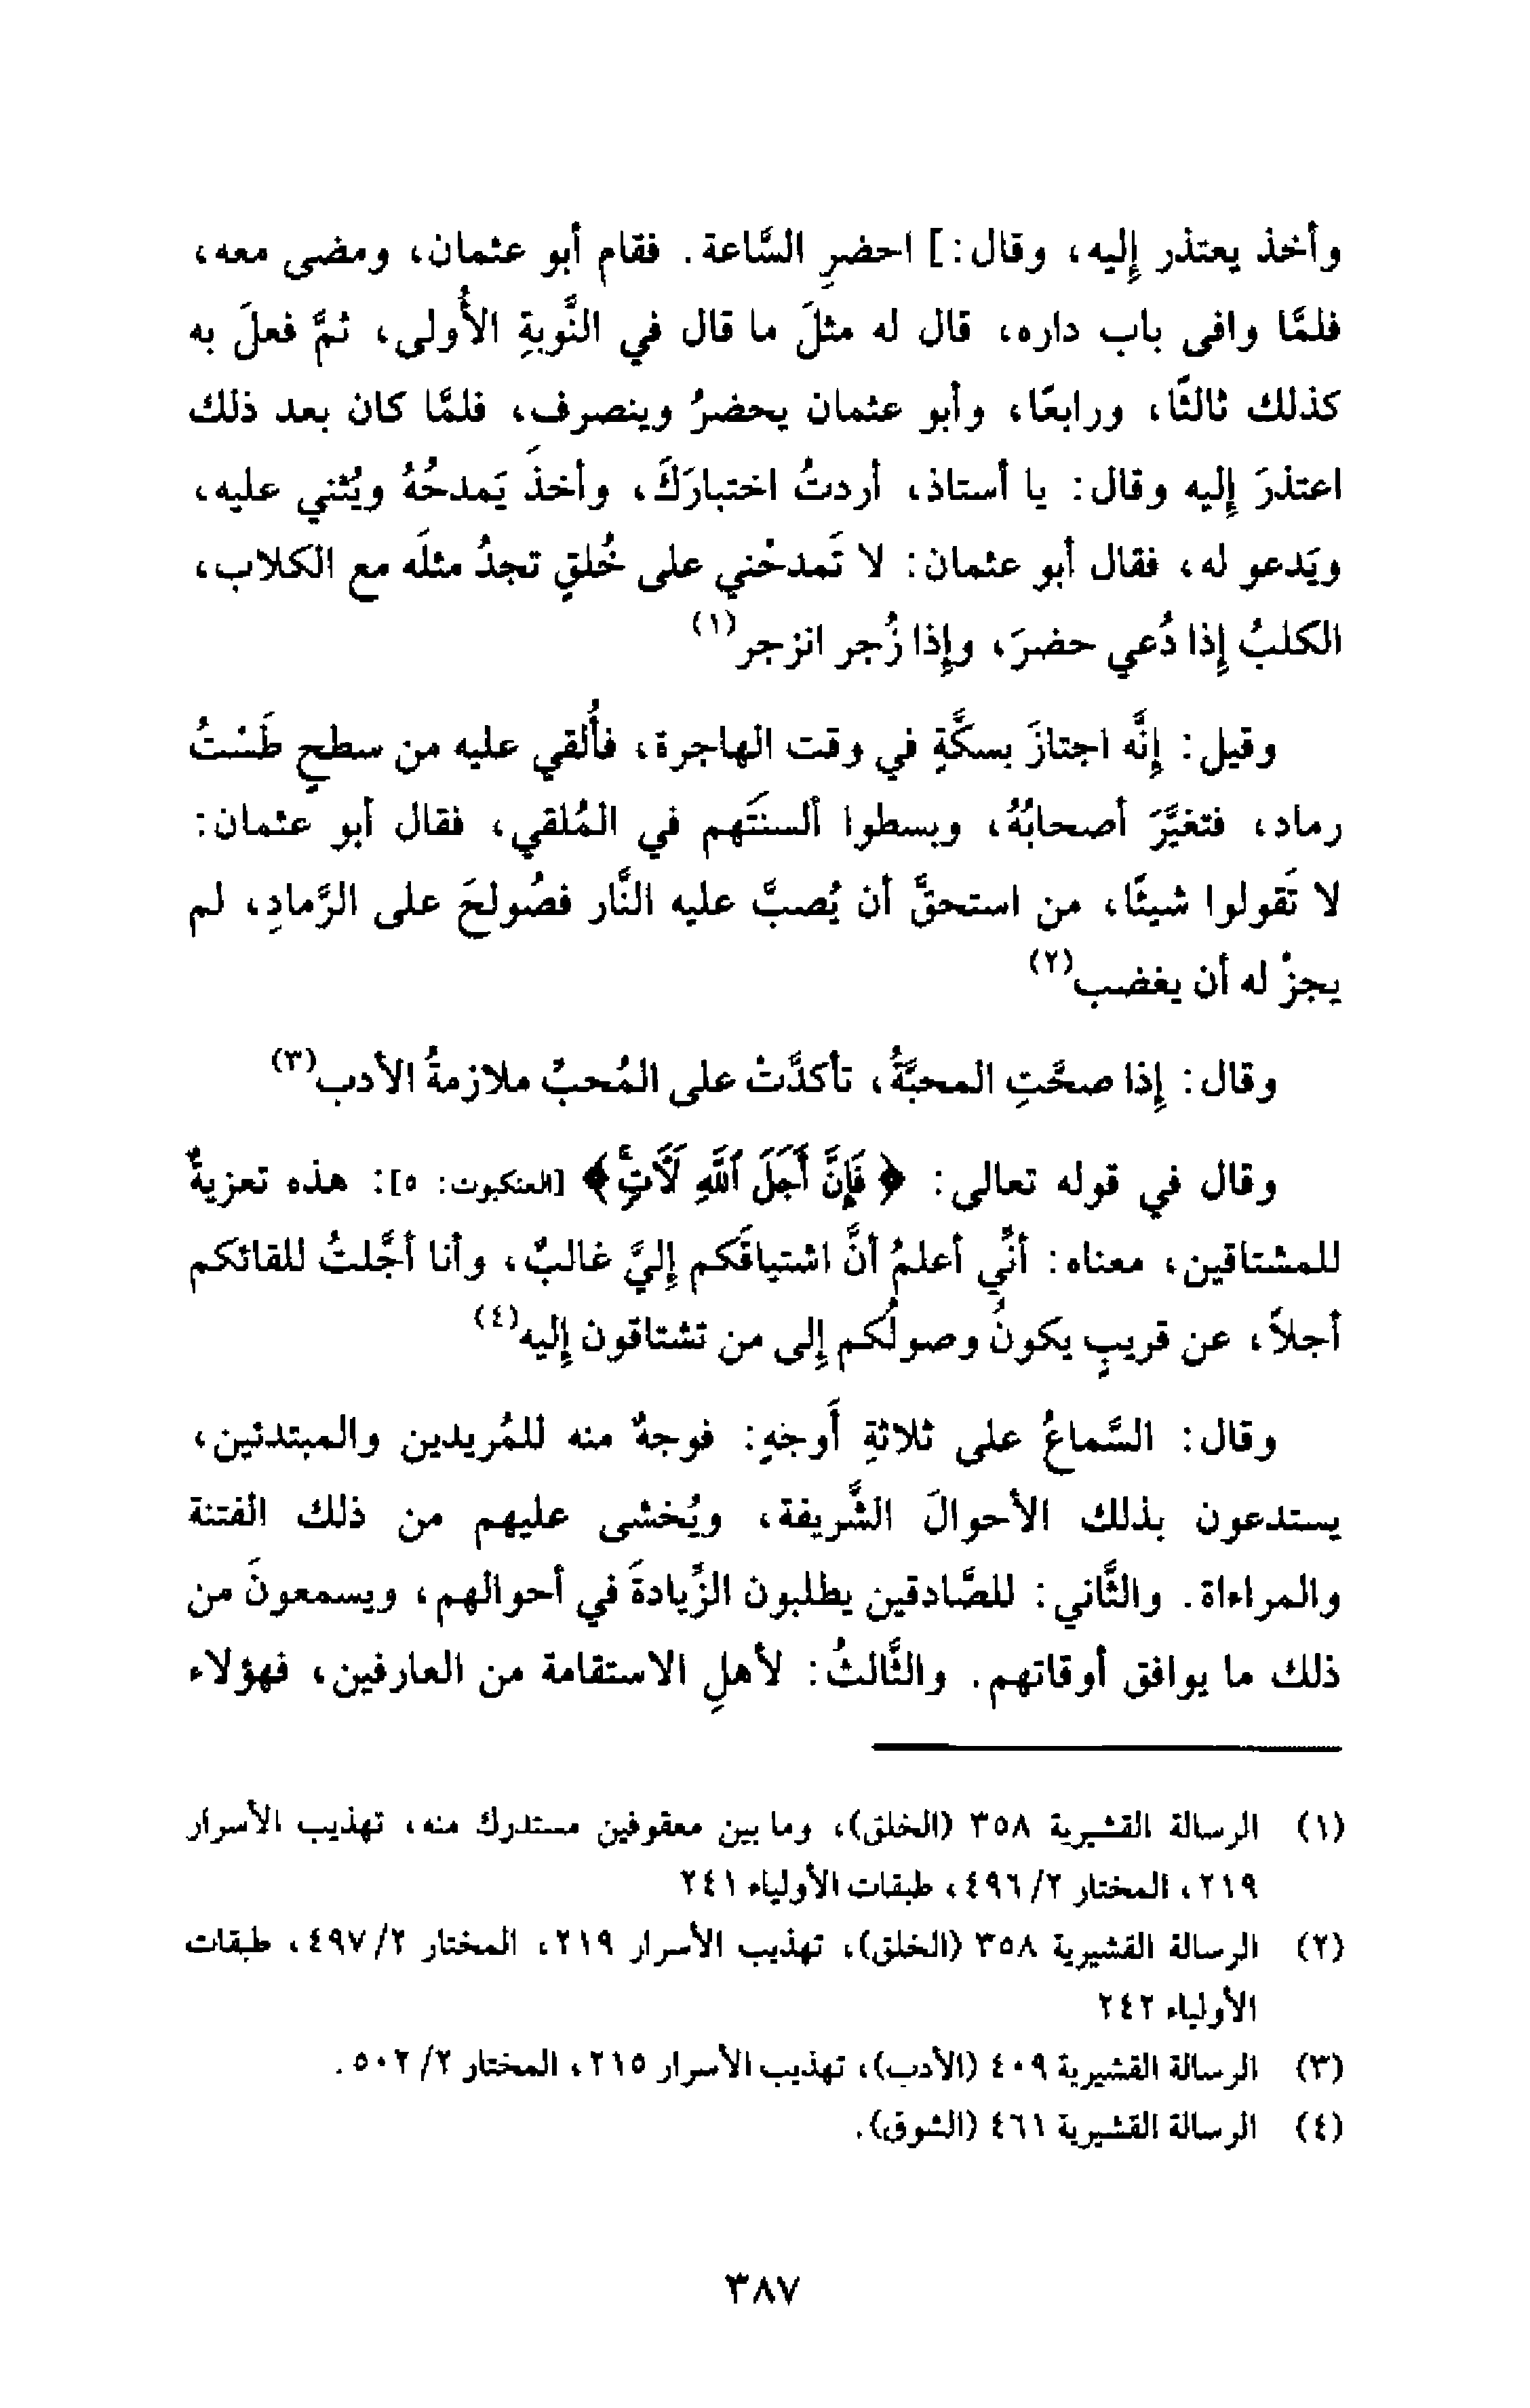 وأخذ يعتذر إليه، وقال:] احضرِ السَّاعة. فقام أبو عثمان، ومضى معه،
فلمَّا وافى باب داره، قال له مثلَ ما قال في النَّوبةِ الأُولى، ثمَّ فعلَ به
كذلك ثالثًا، ورابعًا، وأبو عثمان يحضرُ وينصرف، فلمَّا كان بعد ذلك
اعتذرَ إليه وقال: يا أستاذ، أردتُ اختبارَكَ، وأخذَ يَمدحُهُ ويُثني عليه،
ويَدعو له، فقال أبو عثمان: لا تَمدحْني على خُلقٍ تجدُ مثلَه مع الكلاب،
الكلبُ إذا دُعي حضرَ، وإذا زُجر انزجر(١)
وقيل: إنَّه اجتازَ بسكَّةٍ في وقت الهاجرة، فأُلقي عليه من سطحٍ طَسْتُ
رماد، فتغيَّرَ أصحابُهُ، وبسطوا ألسنتَهم في المُلقي، فقال أبو عثمان:
لا تَقولوا شيئًا، من استحقَّ أن يُصبَّ عليه النَّار فصُولحَ على الرَّمادِ، لم
يجزْ له أن يغضب(٢)
وقال: إذا صحَّتِ المحبَّةُ، تأكدَّتْ على المُحبِّ ملازمةُ الأدب(٣)
وقال في قوله تعالى: ﴿فَإِنَّ أَجَلَ ٱللَّهِ لَآتٍۚ﴾ [العنكبوت: ٥]: هذه تعزيةٌ
للمشتاقين، معناه: أنِّي أعلمُ أنَّ اشتياقَكم إليَّ غالبٌ، وأنا أجَّلتُ للقائكم
أجلاً، عن قريبٍ يكونُ وصولُكم إلى من تشتاقون إليه(٤)
وقال: السَّماعُ على ثلاثةِ أَوجهٍ: فوجهٌ منه للمُريدين والمبتدئين،
يستدعون بذلك الأحوالَ الشَّريفة، ويُخشى عليهم من ذلك الفتنة
والمراءاة. والثَّاني: للصَّادقين يطلبون الزِّيادةَ في أحوالهم، ويسمعونَ من
ذلك ما يوافق أوقاتهم. والثَّالثُ: لأهلِ الاستقامة من العارفين، فهؤلاء
(١) الرسالة القشيرية ٣٥٨ (الخلق)، وما بين معقوفين مستدرك منه، تهذيب الأسرار
٢١٩، المختار ٢/ ٤٩٦، طبقات الأولياء ٢٤١
(٢) الرسالة القشيرية ٣٥٨ (الخلق)، تهذيب الأسرار ٢١٩، المختار ٢/ ٤٩٧، طبقات
الأولياء ٢٤٢
(٣) الرسالة القشيرية ٤٠٩ (الأدب)، تهذيب الأسرار ٢١٥، المختار ٢/ ٥٠٢.
(٤) الرسالة القشيرية ٤٦١ (الشوق).
٣٨٧